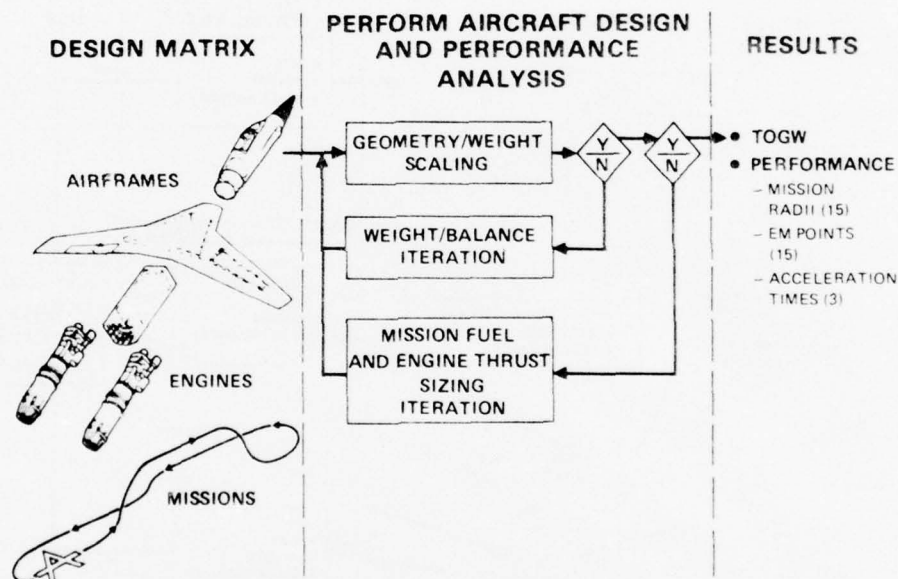 DESIGN MATRIX
AIRFRAMES
ENGINES
MISSIONS
PERFORM AIRCRAFT DESIGN
AND PERFORMANCE
ANALYSIS
GEOMETRY/WEIGHT
SCALING
Y
N
Y
N
WEIGHT/BALANCE
ITERATION
MISSION FUEL
AND ENGINE THRUST
SIZING
ITERATION
RESULTS
• TOGW
• PERFORMANCE
– MISSION
RADII (15)
– EM POINTS
(15)
– ACCELERATION
TIMES (3)